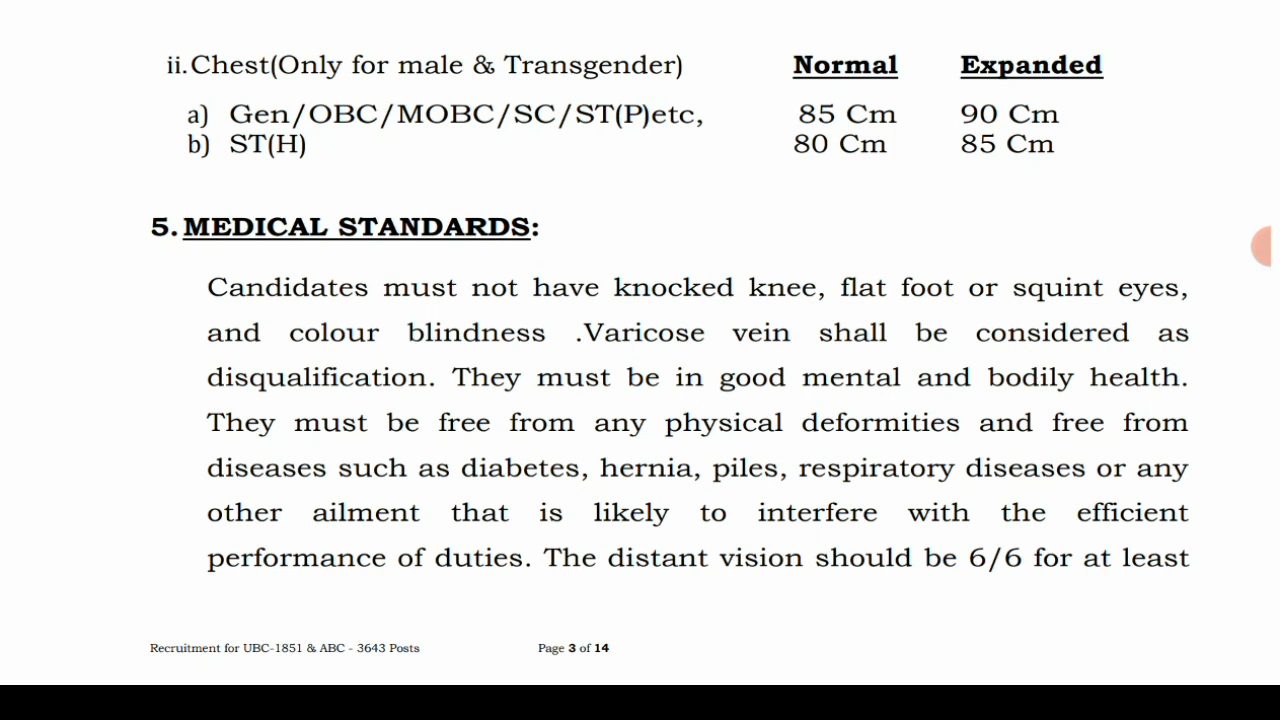 ii. Chest(Only for male & Transgender) Normal Expanded
a) Gen/OBC/MOBC/SC/ST(P)etc, 85 Cm 90 Cm
b) ST(H) 80 Cm 85 Cm
5. MEDICAL STANDARDS:
Candidates must not have knocked knee, flat foot or squint eyes,
and colour blindness .Varicose vein shall be considered as
disqualification. They must be in good mental and bodily health.
They must be free from any physical deformities and free from
diseases such as diabetes, hernia, piles, respiratory diseases or any
other ailment that is likely to interfere with the efficient
performance of duties. The distant vision should be 6/6 for at least
Recruitment for UBC-1851 & ABC - 3643 Posts Page 3 of 14